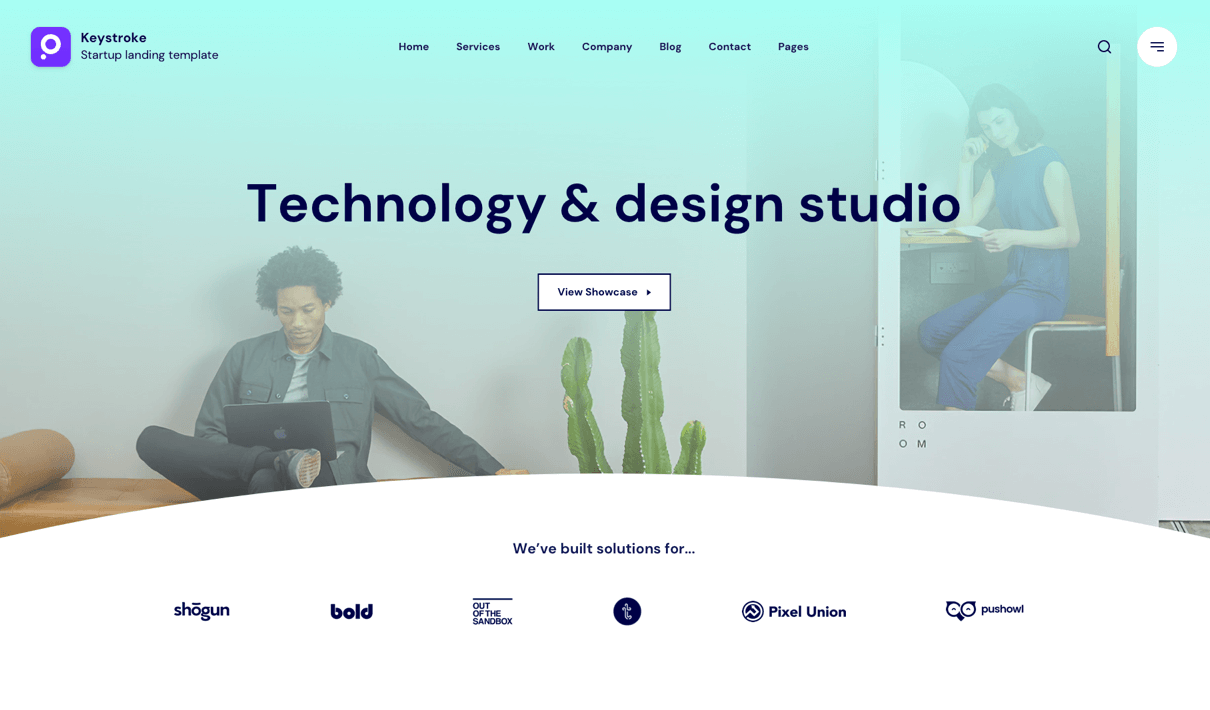 Keystroke
Startup landing template
Home Services Work Company Blog Contact Pages
Technology & design studio
View Showcase
R O
O M
We’ve built solutions for...
shōgun
bold
OUT
OF THE
SANDBOX
t
Pixel Union
pushowl